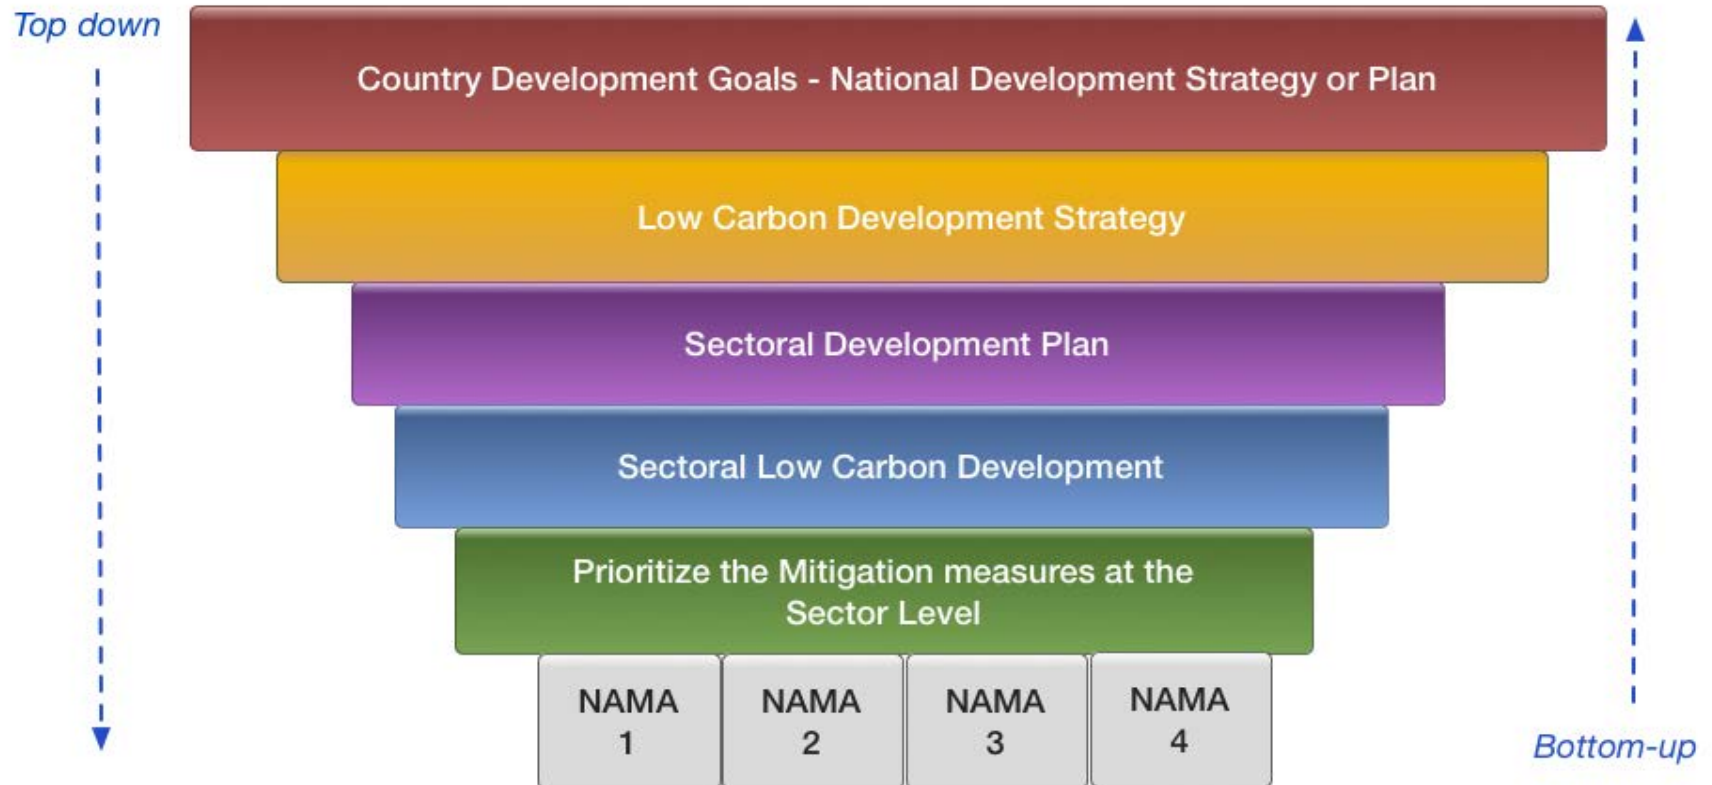 Top down
Country Development Goals - National Development Strategy or Plan
Low Carbon Development Strategy
Sectoral Development Plan
Sectoral Low Carbon Development
Prioritize the Mitigation measures at the
Sector Level
NAMA
1
NAMA
2
NAMA
3
NAMA
4
Bottom-up